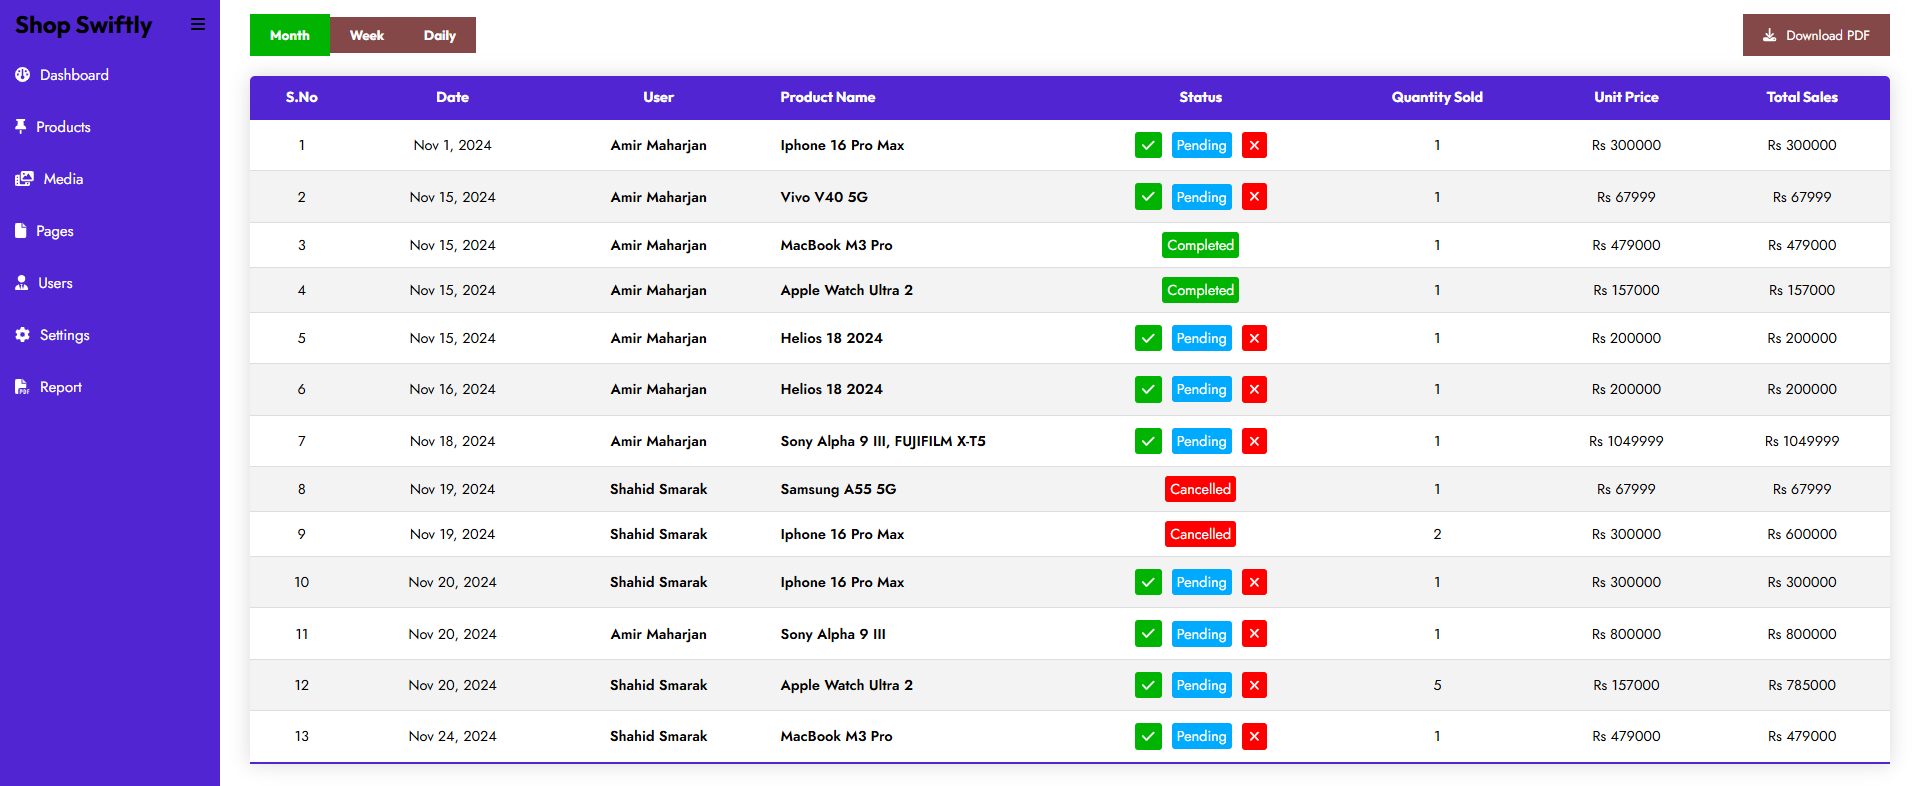 Shop Swiftly
Dashboard
Products
Media
Pages
Users
Settings
Report
Month Week Daily
Download PDF
S.No Date User Product Name Status Quantity Sold Unit Price Total Sales
1 Nov 1, 2024 Amir Maharjan Iphone 16 Pro Max Pending 1 Rs 300000 Rs 300000
2 Nov 15, 2024 Amir Maharjan Vivo V40 5G Pending 1 Rs 67999 Rs 67999
3 Nov 15, 2024 Amir Maharjan MacBook M3 Pro Completed 1 Rs 479000 Rs 479000
4 Nov 15, 2024 Amir Maharjan Apple Watch Ultra 2 Completed 1 Rs 157000 Rs 157000
5 Nov 15, 2024 Amir Maharjan Helios 18 2024 Pending 1 Rs 200000 Rs 200000
6 Nov 16, 2024 Amir Maharjan Helios 18 2024 Pending 1 Rs 200000 Rs 200000
7 Nov 18, 2024 Amir Maharjan Sony Alpha 9 III, FUJIFILM X-T5 Pending 1 Rs 1049999 Rs 1049999
8 Nov 19, 2024 Shahid Smarak Samsung A55 5G Cancelled 1 Rs 67999 Rs 67999
9 Nov 19, 2024 Shahid Smarak Iphone 16 Pro Max Cancelled 2 Rs 300000 Rs 600000
10 Nov 20, 2024 Shahid Smarak Iphone 16 Pro Max Pending 1 Rs 300000 Rs 300000
11 Nov 20, 2024 Amir Maharjan Sony Alpha 9 III Pending 1 Rs 800000 Rs 800000
12 Nov 20, 2024 Shahid Smarak Apple Watch Ultra 2 Pending 5 Rs 157000 Rs 785000
13 Nov 24, 2024 Shahid Smarak MacBook M3 Pro Pending 1 Rs 479000 Rs 479000